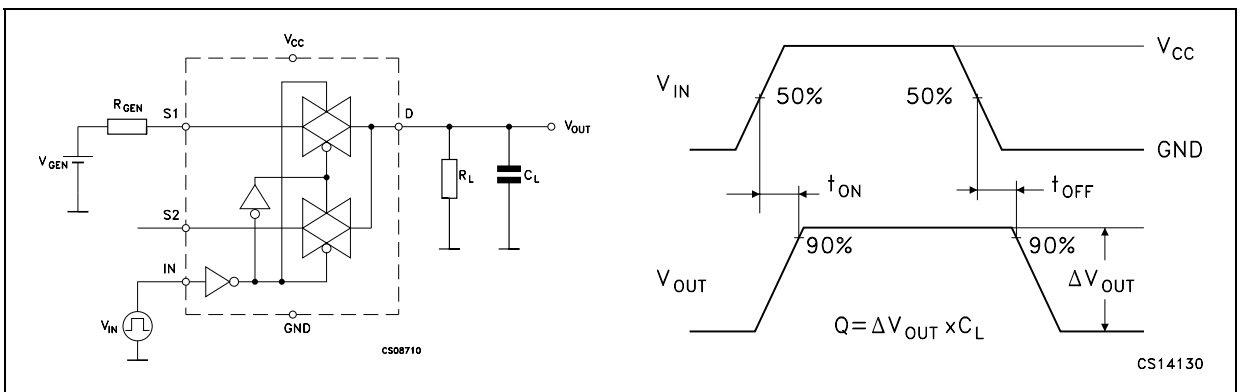 VCC
RGEN
S1
D
VOUT
VGEN
RL
CL
S2
IN
VIN
GND
CS08710
VCC
VIN
50%
50%
GND
tON
tOFF
90%
90%
VOUT
ΔVOUT
Q=ΔVOUT xCL
CS14130